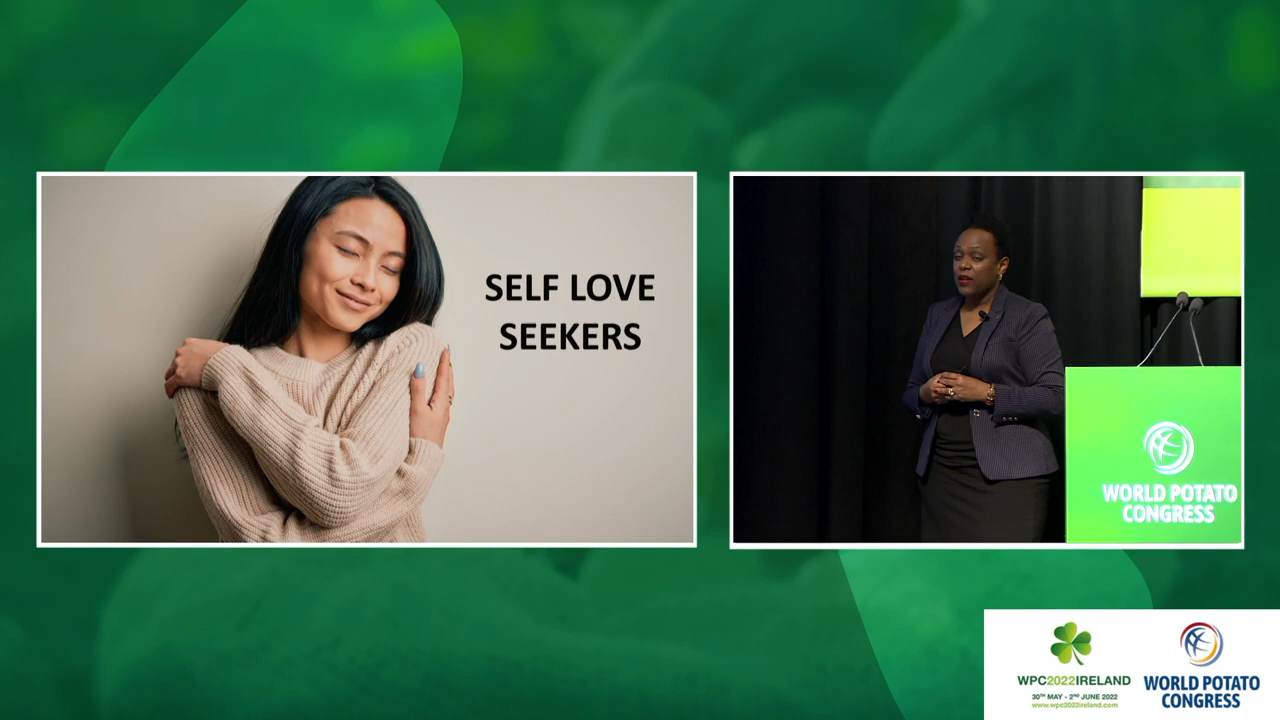 SELF LOVE
SEEKERS
WORLD POTATO
CONGRESS
WPC2022IRELAND
30TH MAY - 2ND JUNE 2022
www.wpc2022ireland.com
WORLD POTATO
CONGRESS